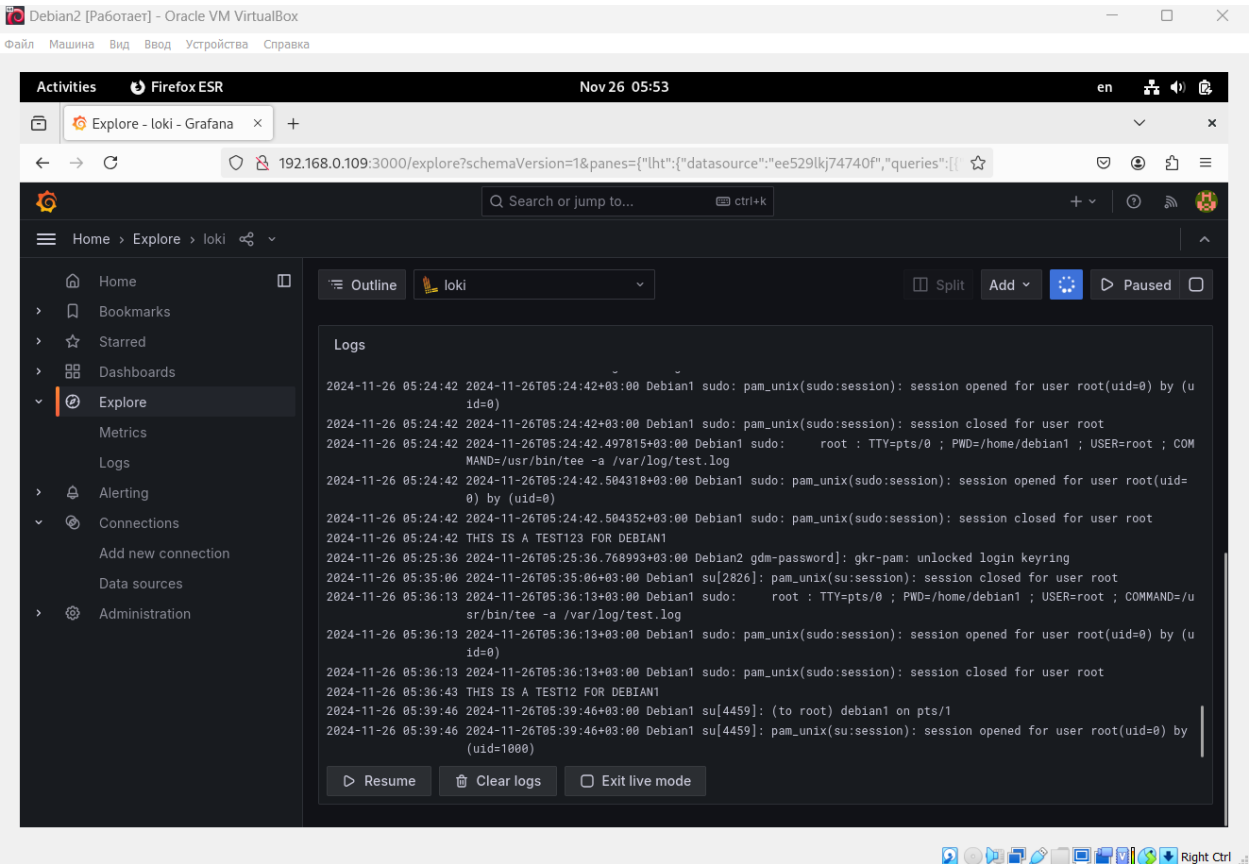 Debian2 [Работает] - Oracle VM VirtualBox
Файл Машина Вид Ввод Устройства Справка
Activities Firefox ESR Nov 26 05:53 en
Explore - loki - Grafana
192.168.0.109:3000/explore?schemaVersion=1&panes={"lht":{"datasource":"ee529lkj74740f","queries":[{
Search or jump to... ctrl+k
Home › Explore › loki
Home
Bookmarks
Starred
Dashboards
Explore
Metrics
Logs
Alerting
Connections
Add new connection
Data sources
Administration
Outline loki Split Add Paused
Logs
2024-11-26 05:24:42 2024-11-26T05:24:42+03:00 Debian1 sudo: pam_unix(sudo:session): session opened for user root(uid=0) by (u
id=0)
2024-11-26 05:24:42 2024-11-26T05:24:42+03:00 Debian1 sudo: pam_unix(sudo:session): session closed for user root
2024-11-26 05:24:42 2024-11-26T05:24:42.497815+03:00 Debian1 sudo:     root : TTY=pts/0 ; PWD=/home/debian1 ; USER=root ; COM
MAND=/usr/bin/tee -a /var/log/test.log
2024-11-26 05:24:42 2024-11-26T05:24:42.504318+03:00 Debian1 sudo: pam_unix(sudo:session): session opened for user root(uid=
0) by (uid=0)
2024-11-26 05:24:42 2024-11-26T05:24:42.504352+03:00 Debian1 sudo: pam_unix(sudo:session): session closed for user root
2024-11-26 05:24:42 THIS IS A TEST123 FOR DEBIAN1
2024-11-26 05:25:36 2024-11-26T05:25:36.768993+03:00 Debian2 gdm-password]: gkr-pam: unlocked login keyring
2024-11-26 05:35:06 2024-11-26T05:35:06+03:00 Debian1 su[2826]: pam_unix(su:session): session closed for user root
2024-11-26 05:36:13 2024-11-26T05:36:13+03:00 Debian1 sudo:     root : TTY=pts/0 ; PWD=/home/debian1 ; USER=root ; COMMAND=/u
sr/bin/tee -a /var/log/test.log
2024-11-26 05:36:13 2024-11-26T05:36:13+03:00 Debian1 sudo: pam_unix(sudo:session): session opened for user root(uid=0) by (u
id=0)
2024-11-26 05:36:13 2024-11-26T05:36:13+03:00 Debian1 sudo: pam_unix(sudo:session): session closed for user root
2024-11-26 05:36:43 THIS IS A TEST12 FOR DEBIAN1
2024-11-26 05:39:46 2024-11-26T05:39:46+03:00 Debian1 su[4459]: (to root) debian1 on pts/1
2024-11-26 05:39:46 2024-11-26T05:39:46+03:00 Debian1 su[4459]: pam_unix(su:session): session opened for user root(uid=0) by
(uid=1000)
Resume Clear logs Exit live mode
Right Ctrl